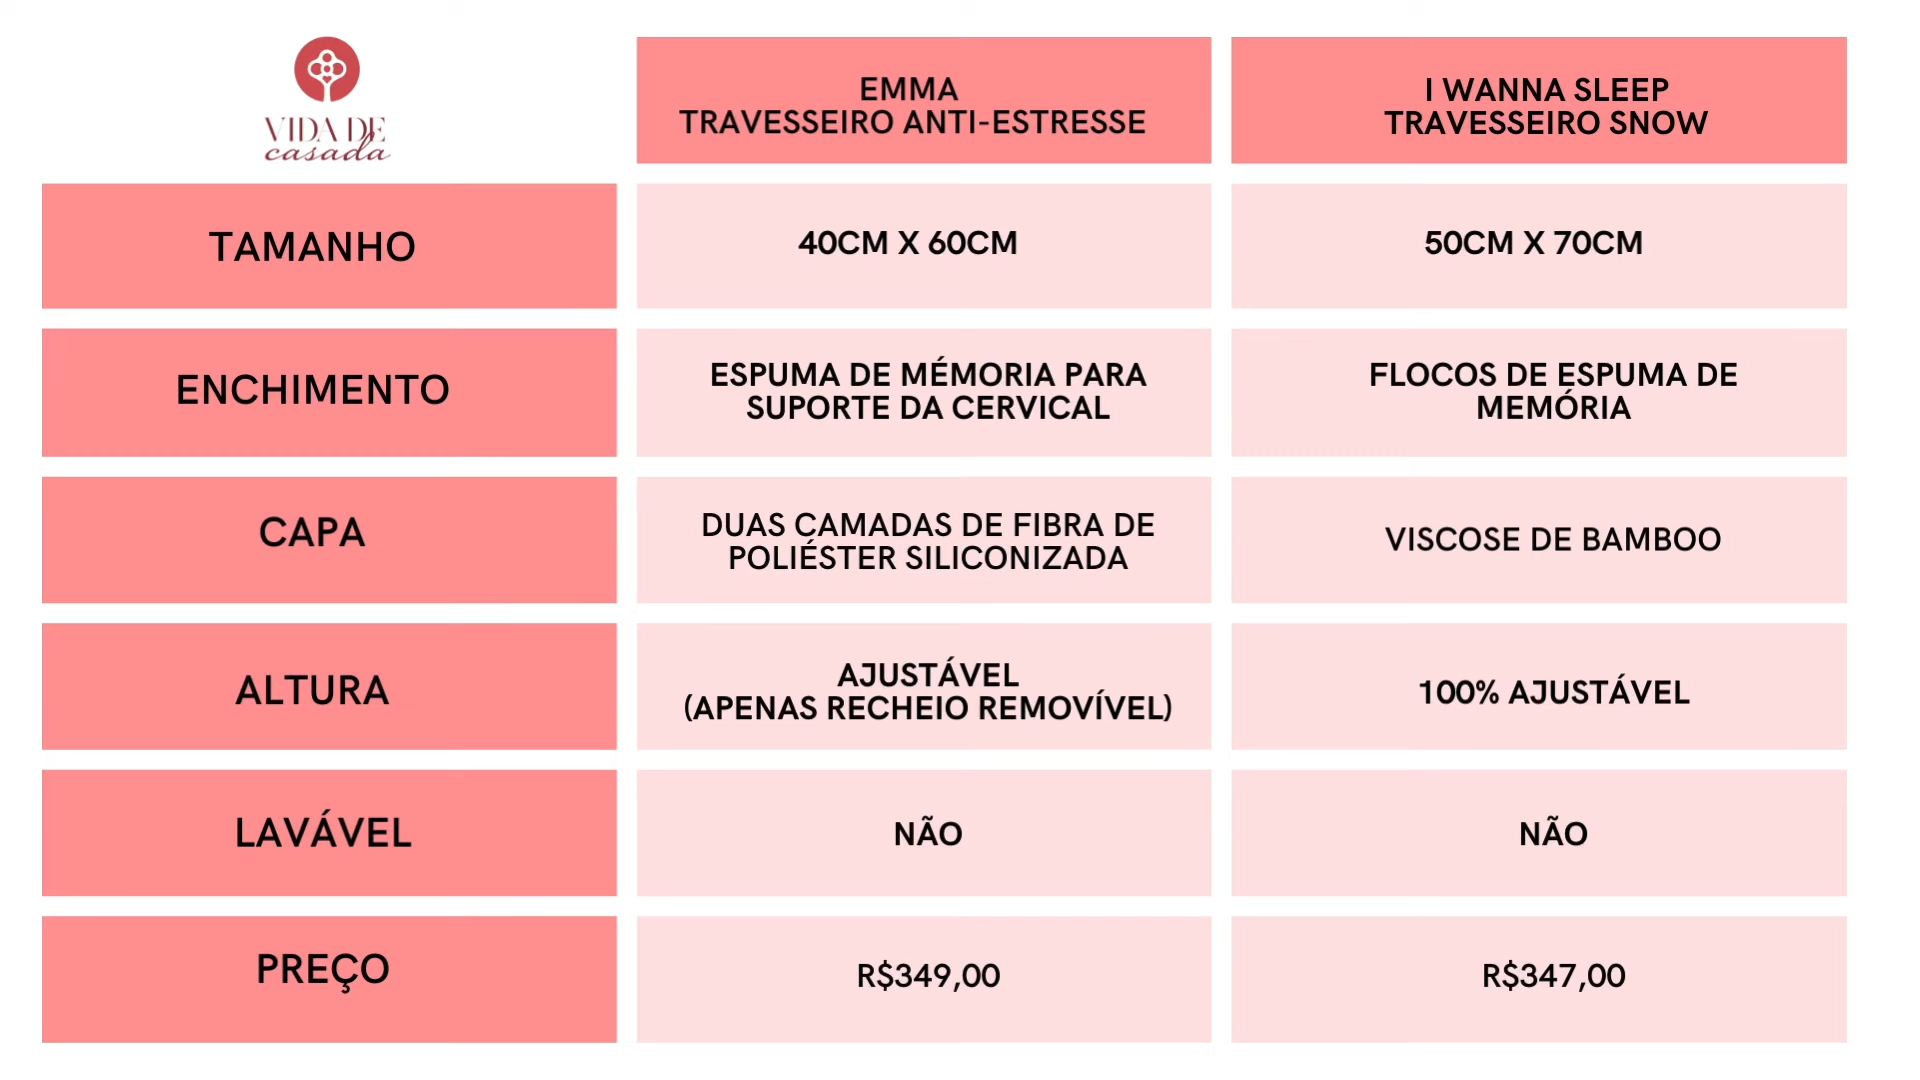 VIDA DE
casada
EMMA
TRAVESSEIRO ANTI-ESTRESSE
I WANNA SLEEP
TRAVESSEIRO SNOW
TAMANHO
40CM X 60CM
50CM X 70CM
ENCHIMENTO
ESPUMA DE MÉMORIA PARA
SUPORTE DA CERVICAL
FLOCOS DE ESPUMA DE
MEMÓRIA
CAPA
DUAS CAMADAS DE FIBRA DE
POLIÉSTER SILICONIZADA
VISCOSE DE BAMBOO
ALTURA
AJUSTÁVEL
(APENAS RECHEIO REMOVÍVEL)
100% AJUSTÁVEL
LAVÁVEL
NÃO
NÃO
PREÇO
R$349,00
R$347,00